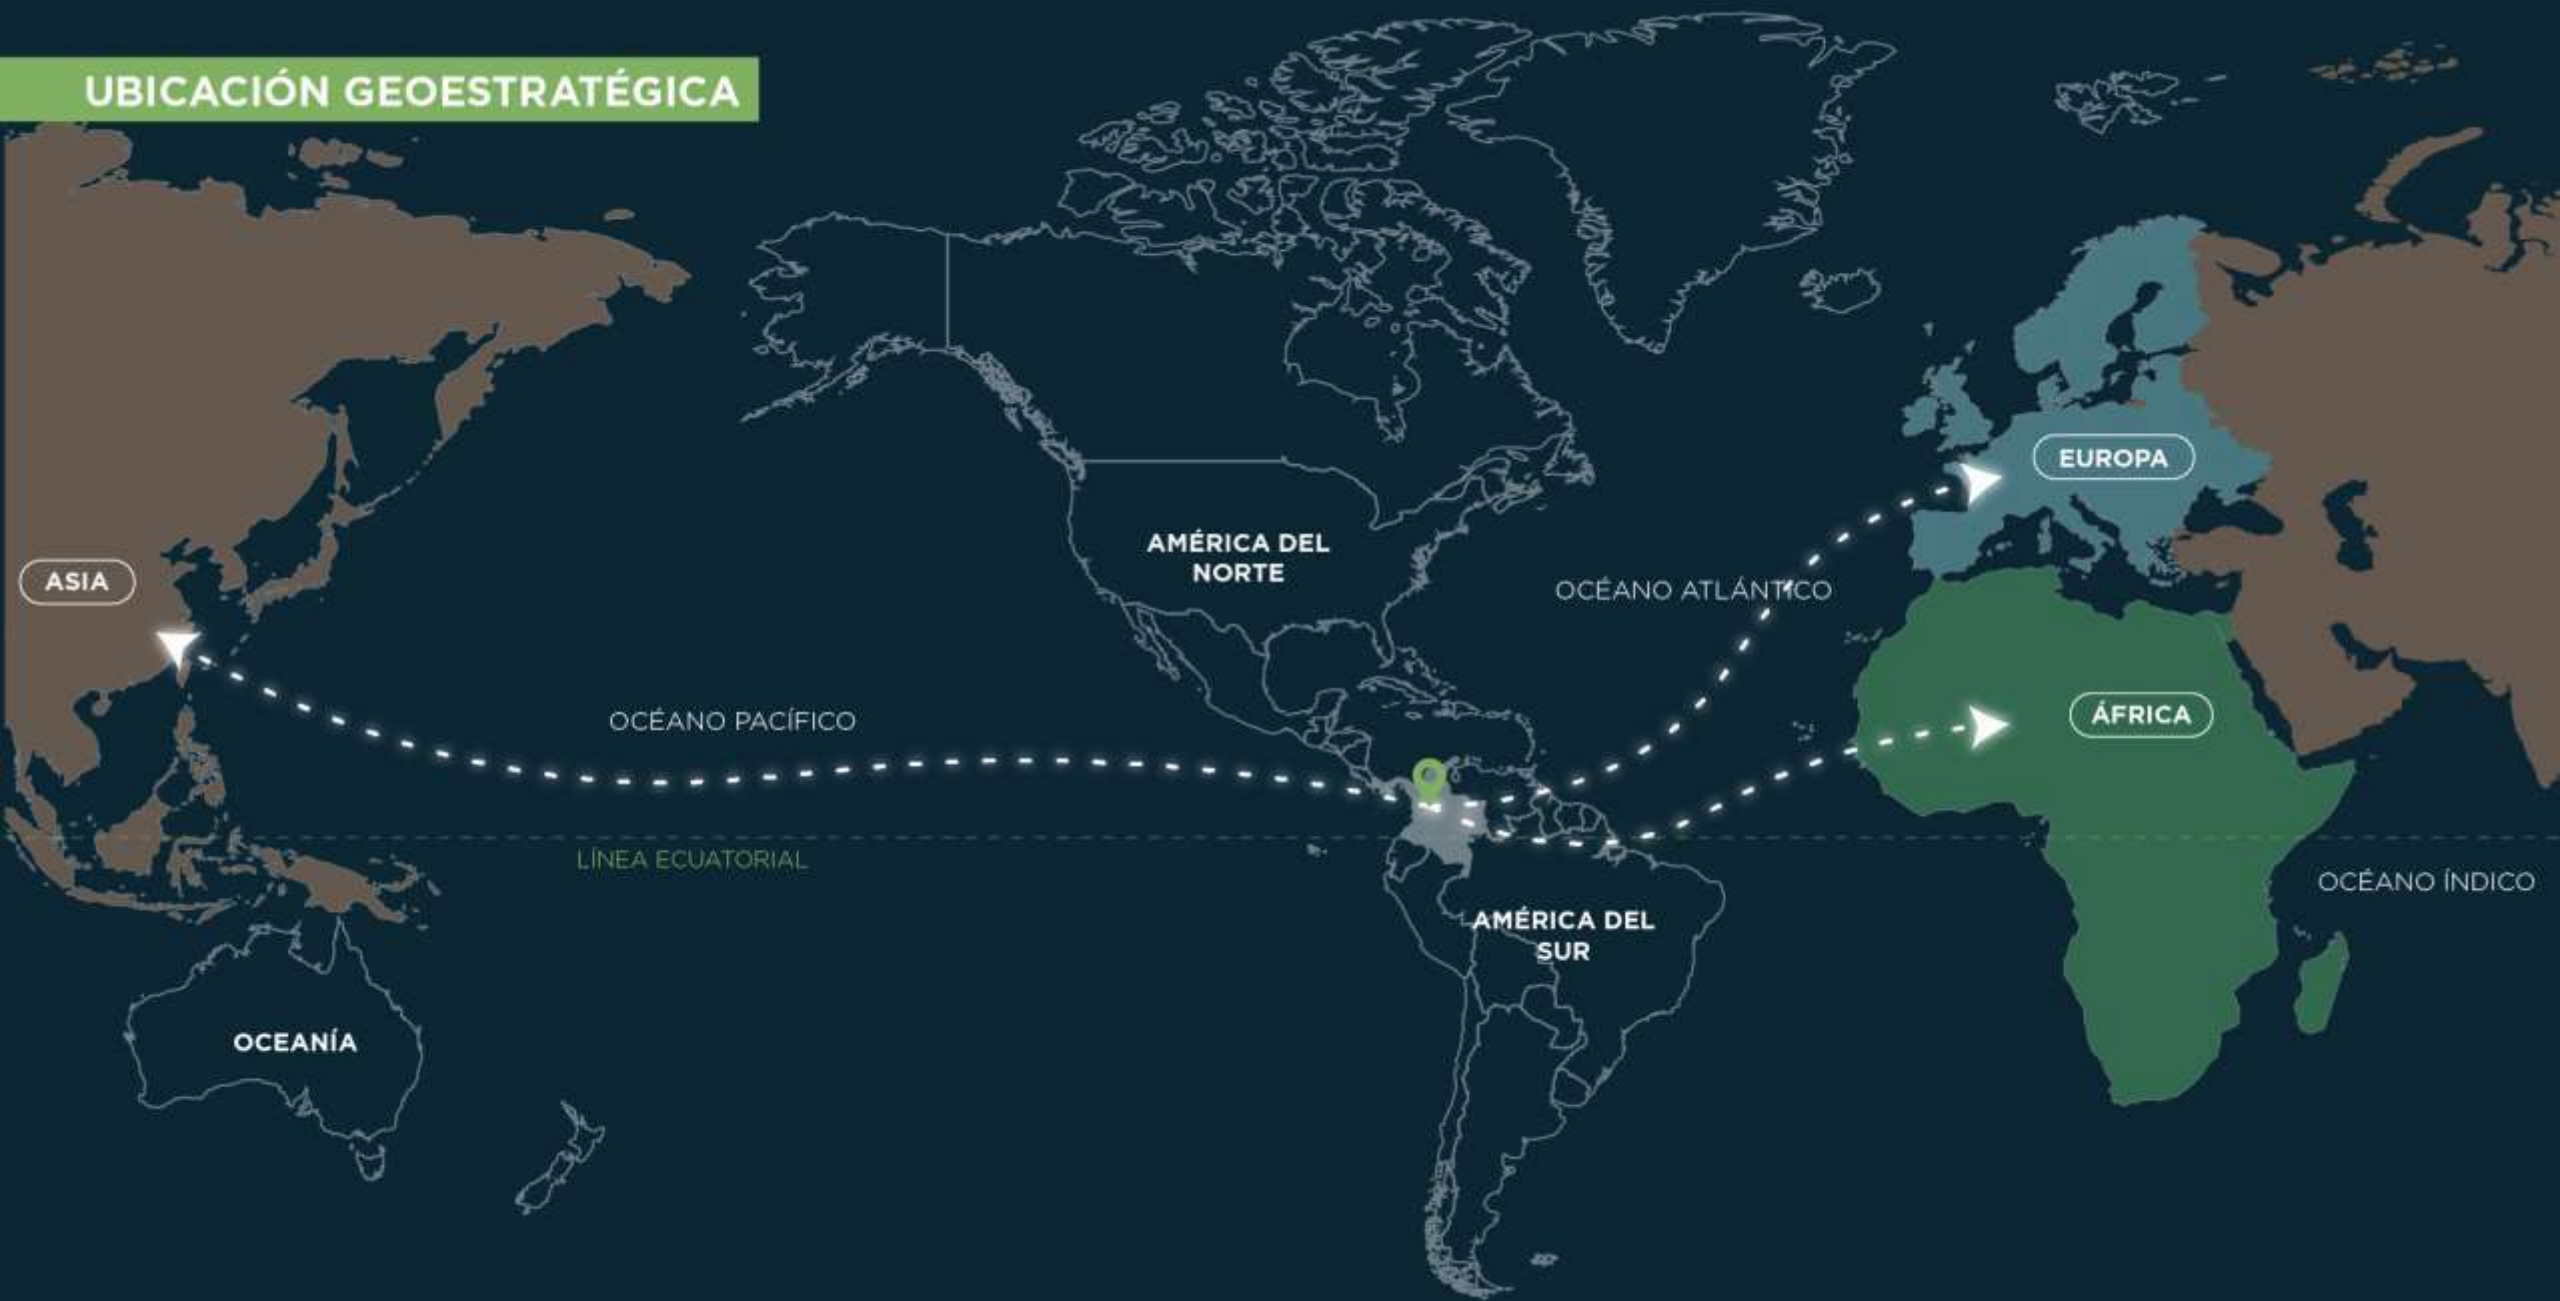 UBICACIÓN GEOESTRATÉGICA
EUROPA
AMÉRICA DEL
NORTE
ASIA
OCÉANO ATLÁNTICO
OCÉANO PACÍFICO
ÁFRICA
LÍNEA ECUATORIAL
OCÉANO ÍNDICO
AMÉRICA DEL
SUR
OCEANÍA